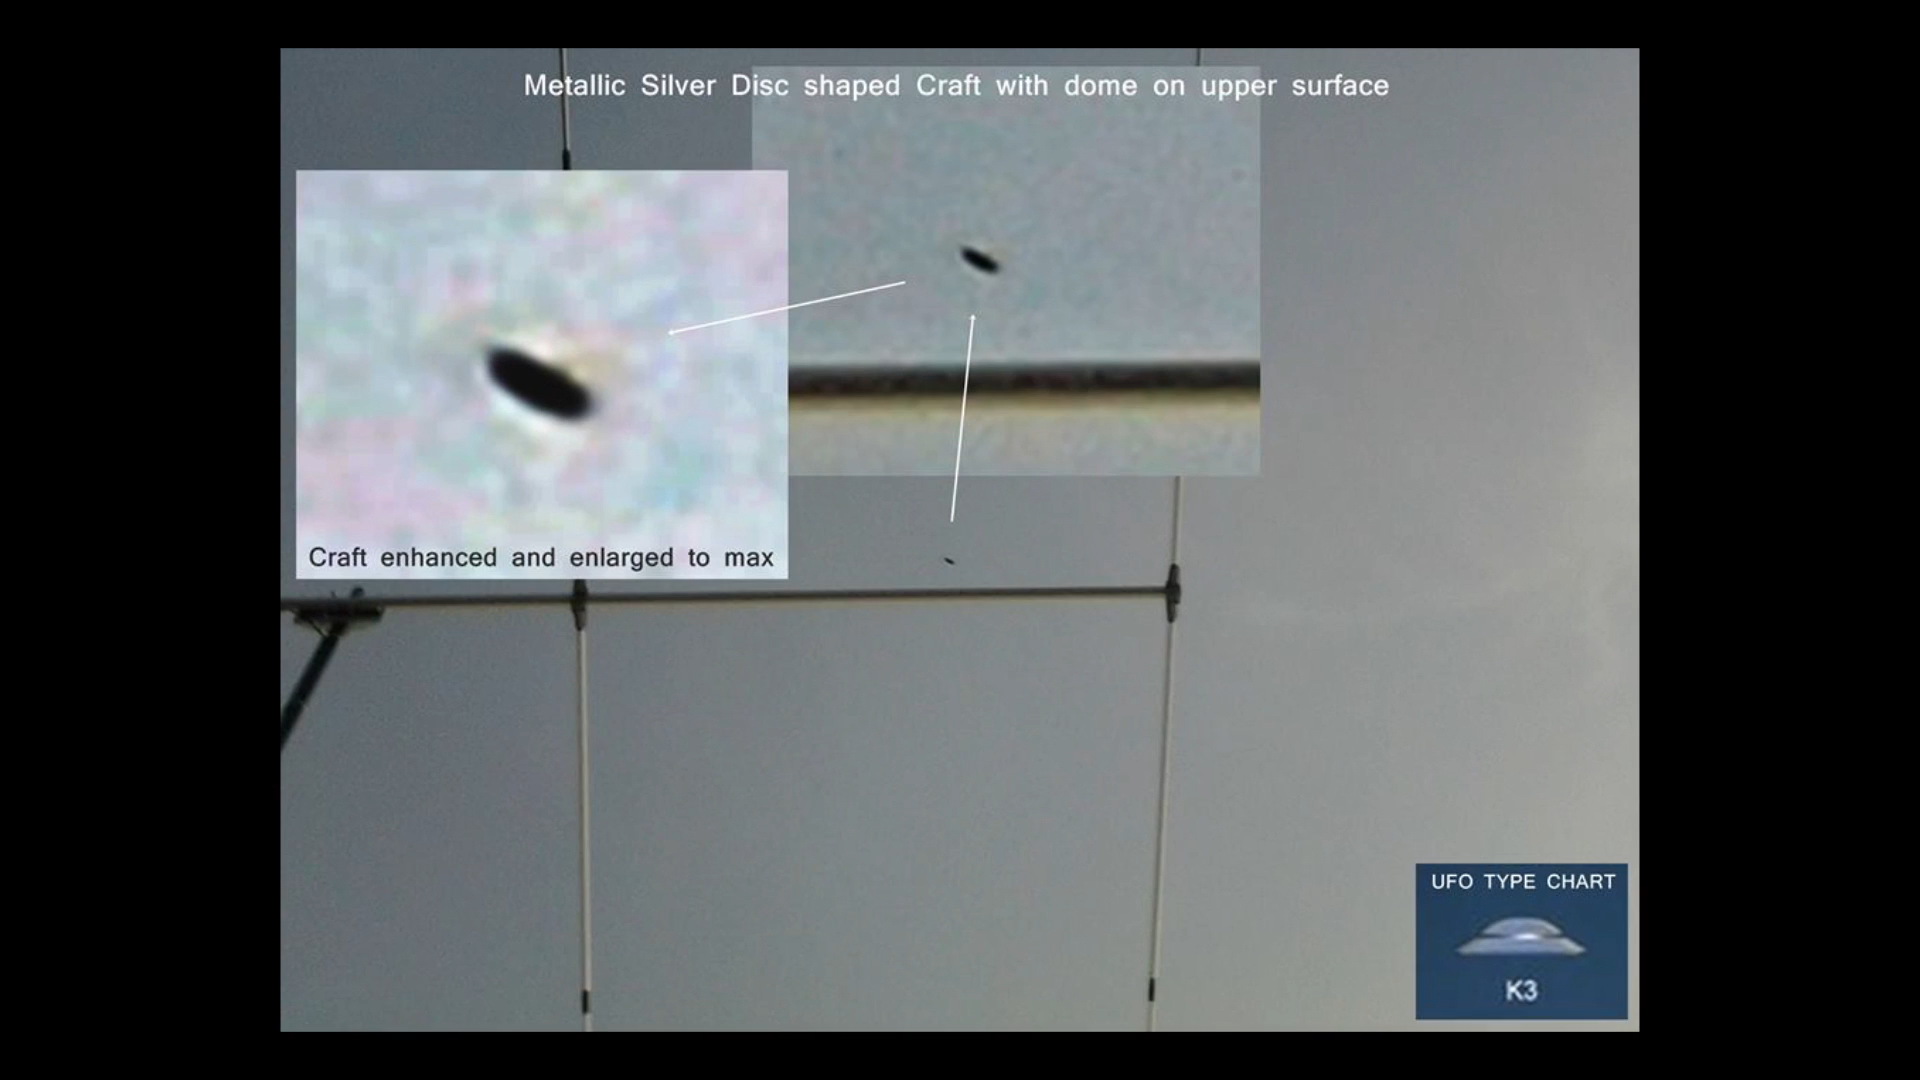 Metallic Silver Disc shaped Craft with dome on upper surface
Craft enhanced and enlarged to max
UFO TYPE CHART
K3